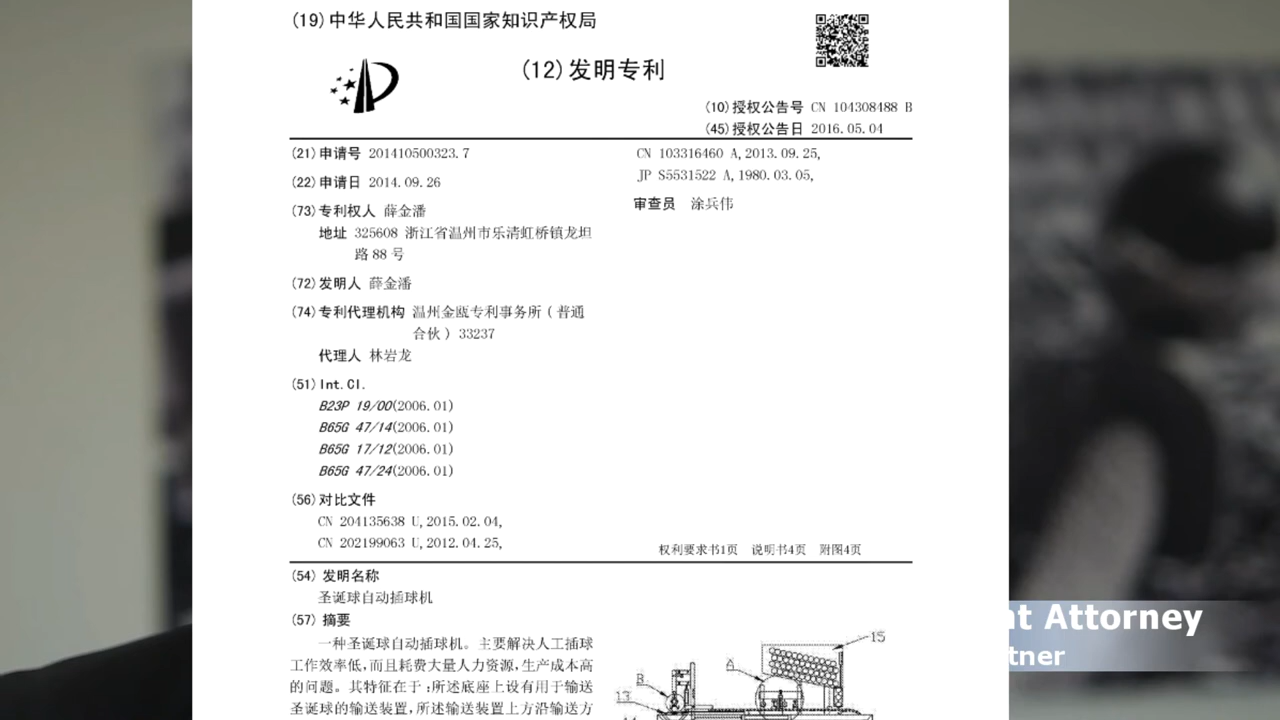 (19)中华人民共和国国家知识产权局
(12)发明专利
(10)授权公告号 CN 104308488 B
(45)授权公告日 2016.05.04
(21)申请号 201410500323.7
(22)申请日 2014.09.26
(73)专利权人 薛金潘
地址 325608 浙江省温州市乐清虹桥镇龙坦
路 88 号
(72)发明人 薛金潘
(74)专利代理机构 温州金瓯专利事务所(普通
合伙) 33237
代理人 林岩龙
(51)Int.Cl.
B23P 19/00(2006.01)
B65G 47/14(2006.01)
B65G 17/12(2006.01)
B65G 47/24(2006.01)
(56)对比文件
CN 204135638 U,2015.02.04,
CN 202199063 U,2012.04.25,
CN 103316460 A,2013.09.25,
JP S5531522 A,1980.03.05,
审查员 涂兵伟
权利要求书1页 说明书4页 附图4页
(54)发明名称
圣诞球自动插球机
(57)摘要
一种圣诞球自动插球机。主要解决人工插球
工作效率低,而且耗费大量人力资源,生产成本高
的问题。其特征在于:所述底座上设有用于输送
圣诞球的输送装置,所述输送装置上方沿输送方
15
A
B
13
nt Attorney
tner